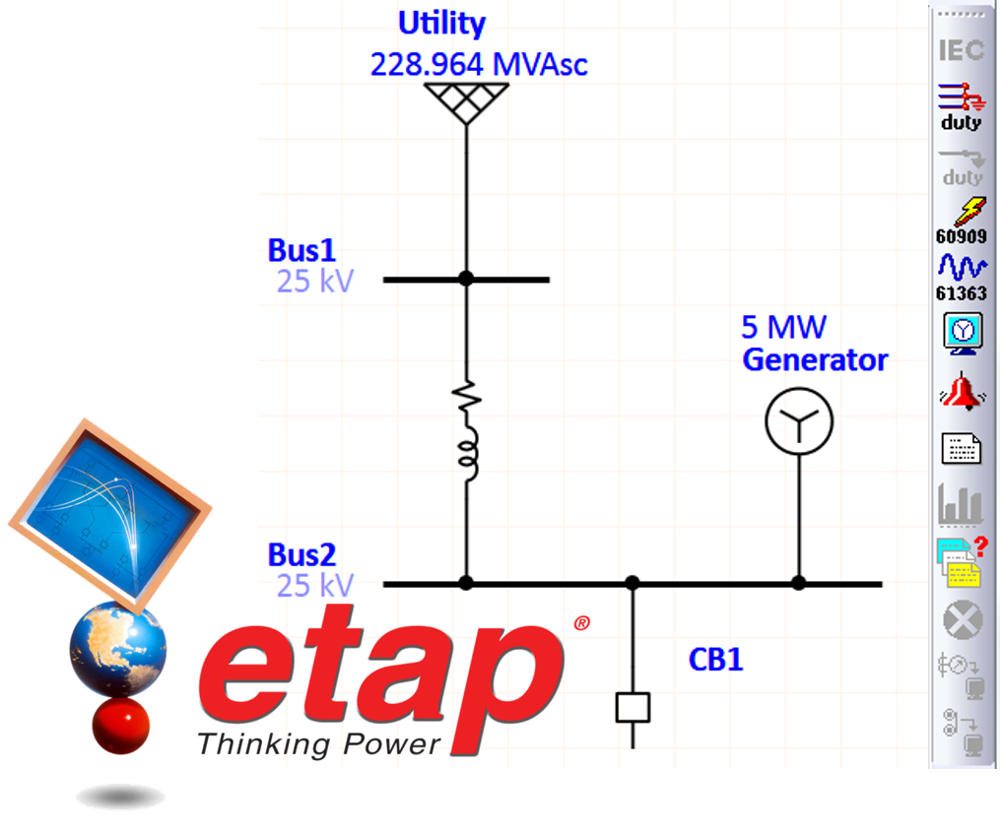 Utility
228.964 MVAsc
IEC
duty
duty
60909
61363
Bus1
25 kV
5 MW
Generator
Bus2
25 kV
CB1
etap®
Thinking Power
?